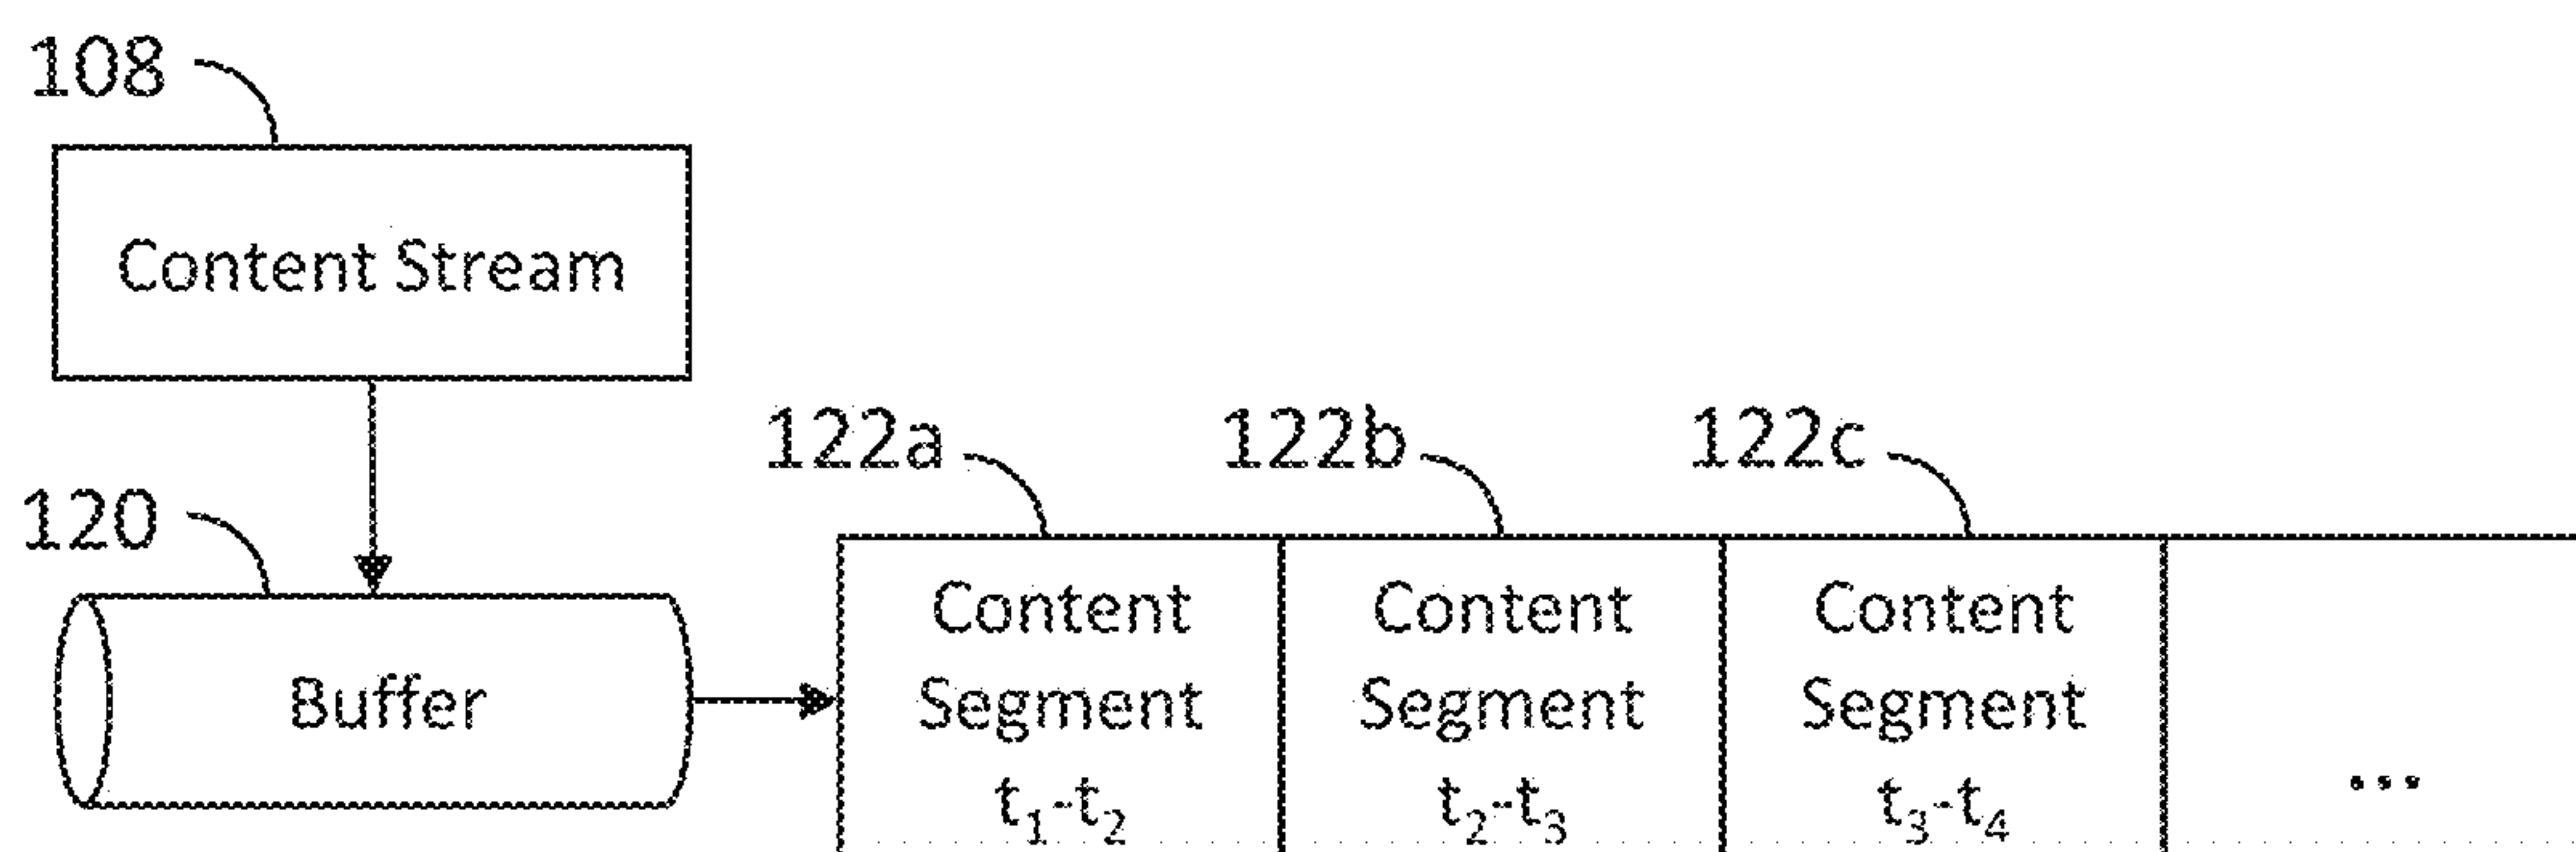 108
Content Stream
122a
122b
122c
120
Buffer
Content
Segment
t₁-t₂
Content
Segment
t₂-t₃
Content
Segment
t₃-t₄
...